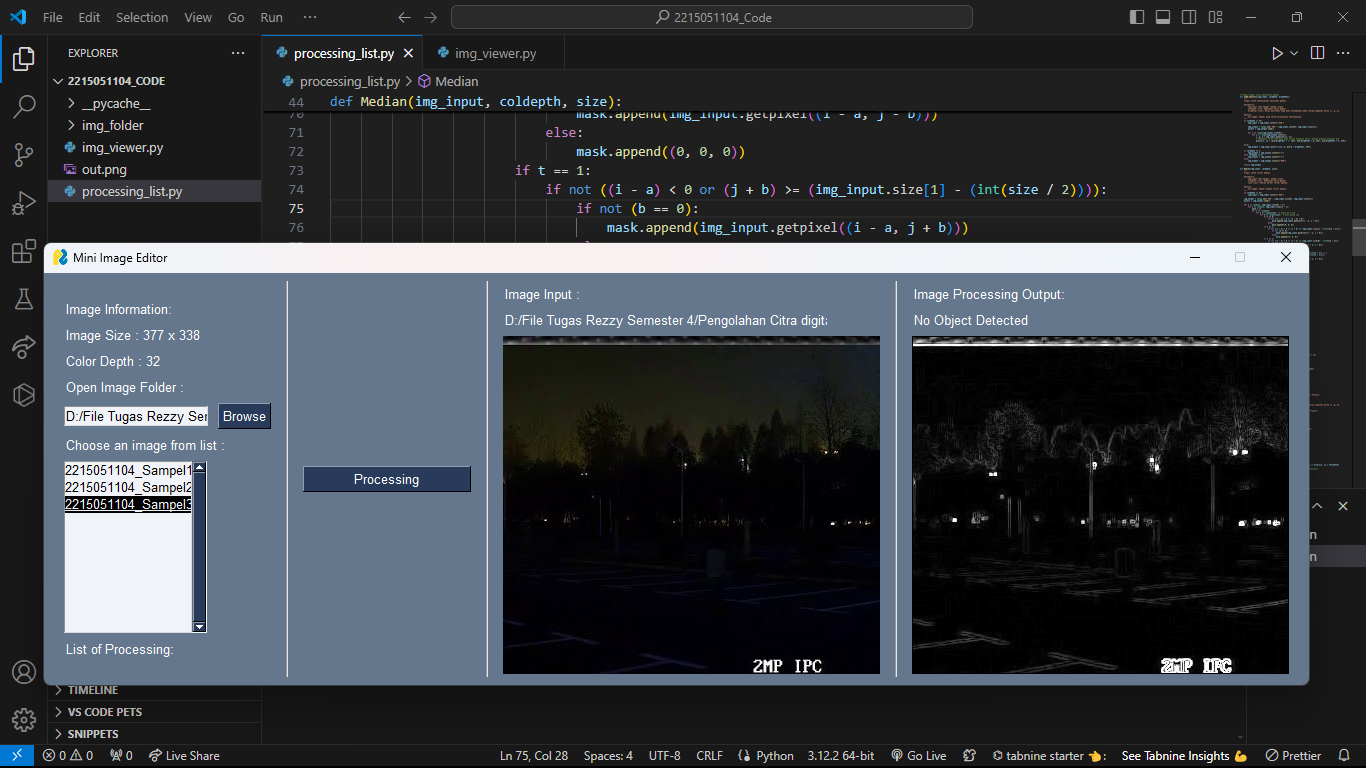 File Edit Selection View Go Run ··· 2215051104_Code
EXPLORER ···
2215051104_CODE
__pycache__
img_folder
img_viewer.py
out.png
processing_list.py
processing_list.py img_viewer.py
processing_list.py > Median
44 def Median(img_input, coldepth, size):
70 mask.append(img_input.getpixel((i - a, j - b)))
71 else:
72 mask.append((0, 0, 0))
73 if t == 1:
74 if not ((i - a) < 0 or (j + b) >= (img_input.size[1] - (int(size / 2)))):
75 if not (b == 0):
76 mask.append(img_input.getpixel((i - a, j + b)))
Mini Image Editor
Image Information:
Image Size : 377 x 338
Color Depth : 32
Open Image Folder :
D:/File Tugas Rezzy Ser Browse
Choose an image from list :
2215051104_Sampel1
2215051104_Sampel2
2215051104_Sampel3
List of Processing:
Processing
Image Input :
D:/File Tugas Rezzy Semester 4/Pengolahan Citra digit
2MP IPC
Image Processing Output:
No Object Detected
2MP IPC
TIMELINE
VS CODE PETS
SNIPPETS
0 0 0 Live Share Ln 75, Col 28 Spaces: 4 UTF-8 CRLF Python 3.12.2 64-bit Go Live tabnine starter See Tabnine Insights Prettier